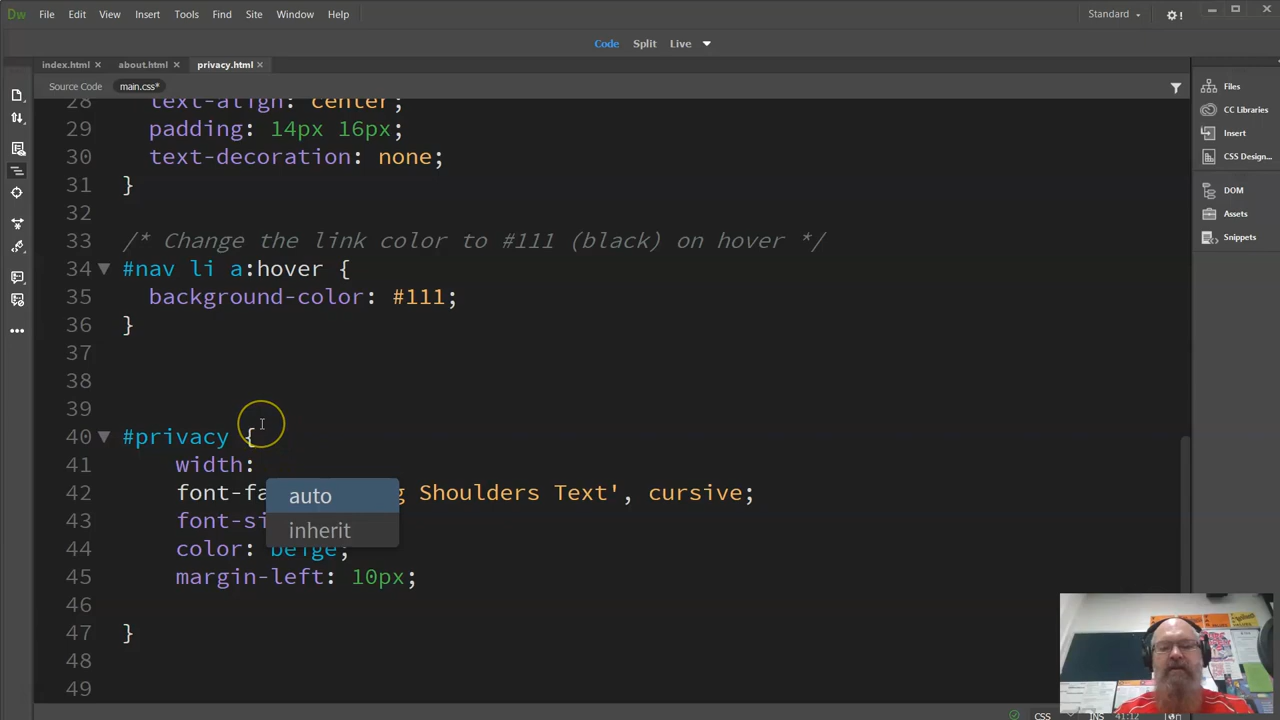 Dw File Edit View Insert Tools Find Site Window Help Standard
Code Split Live
index.html about.html privacy.html
Source Code main.css*
28 text-align: center;
29 padding: 14px 16px;
30 text-decoration: none;
31 }
32
33 /* Change the link color to #111 (black) on hover */
34 #nav li a:hover {
35 background-color: #111;
36 }
37
38
39
40 #privacy {
41 width:
42 font-fa g Shoulders Text', cursive;
43 font-si
44 color: beige;
45 margin-left: 10px;
46
47 }
48
49
auto
inherit
Files
CC Libraries
Insert
CSS Design...
DOM
Assets
Snippets
CSS INS 41:12